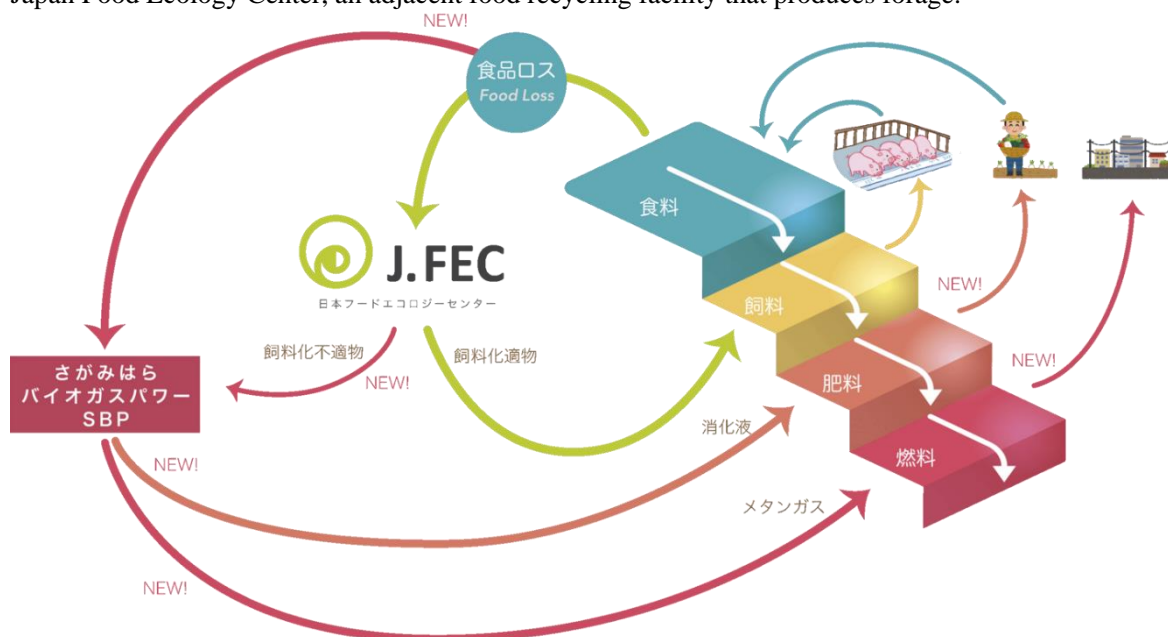 Japan Food Ecology Center, an adjacent food recycling facility that produces forage.
NEW!
食品ロス
Food Loss
食料
J.FEC
日本フードエコロジーセンター
飼料
NEW!
飼料化不適物
飼料化適物
NEW!
NEW!
さがみはら
バイオガスパワー
SBP
肥料
消化液
燃料
NEW!
メタンガス
NEW!